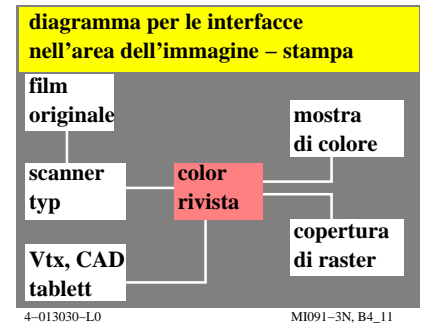 diagramma per le interfacce
nell'area dell'immagine – stampa
film
originale
mostra
di colore
scanner
typ
color
rivista
copertura
di raster
Vtx, CAD
tablett
4–013030–L0
MI091–3N, B4_11